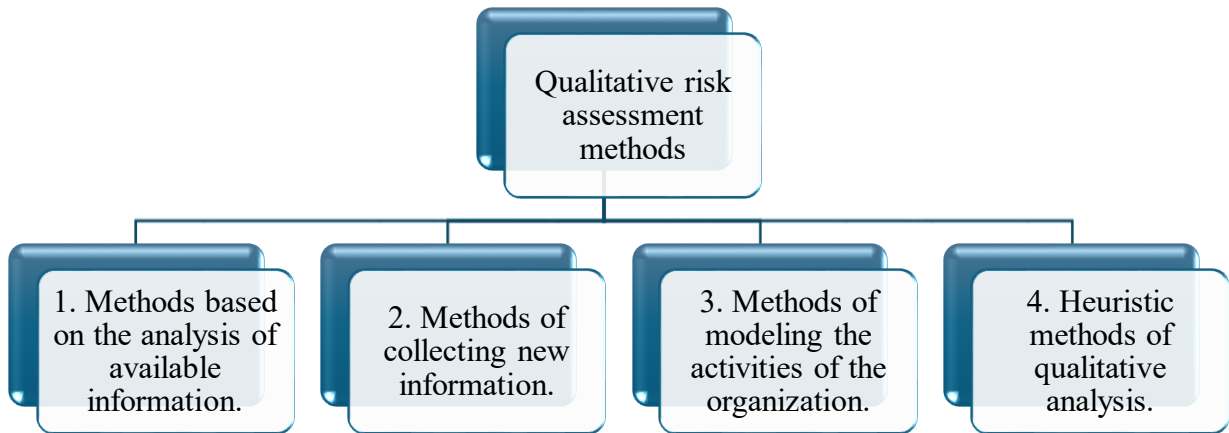 Qualitative risk
assessment
methods
1. Methods based
on the analysis of
available
information.
2. Methods of
collecting new
information.
3. Methods of
modeling the
activities of the
organization.
4. Heuristic
methods of
qualitative
analysis.